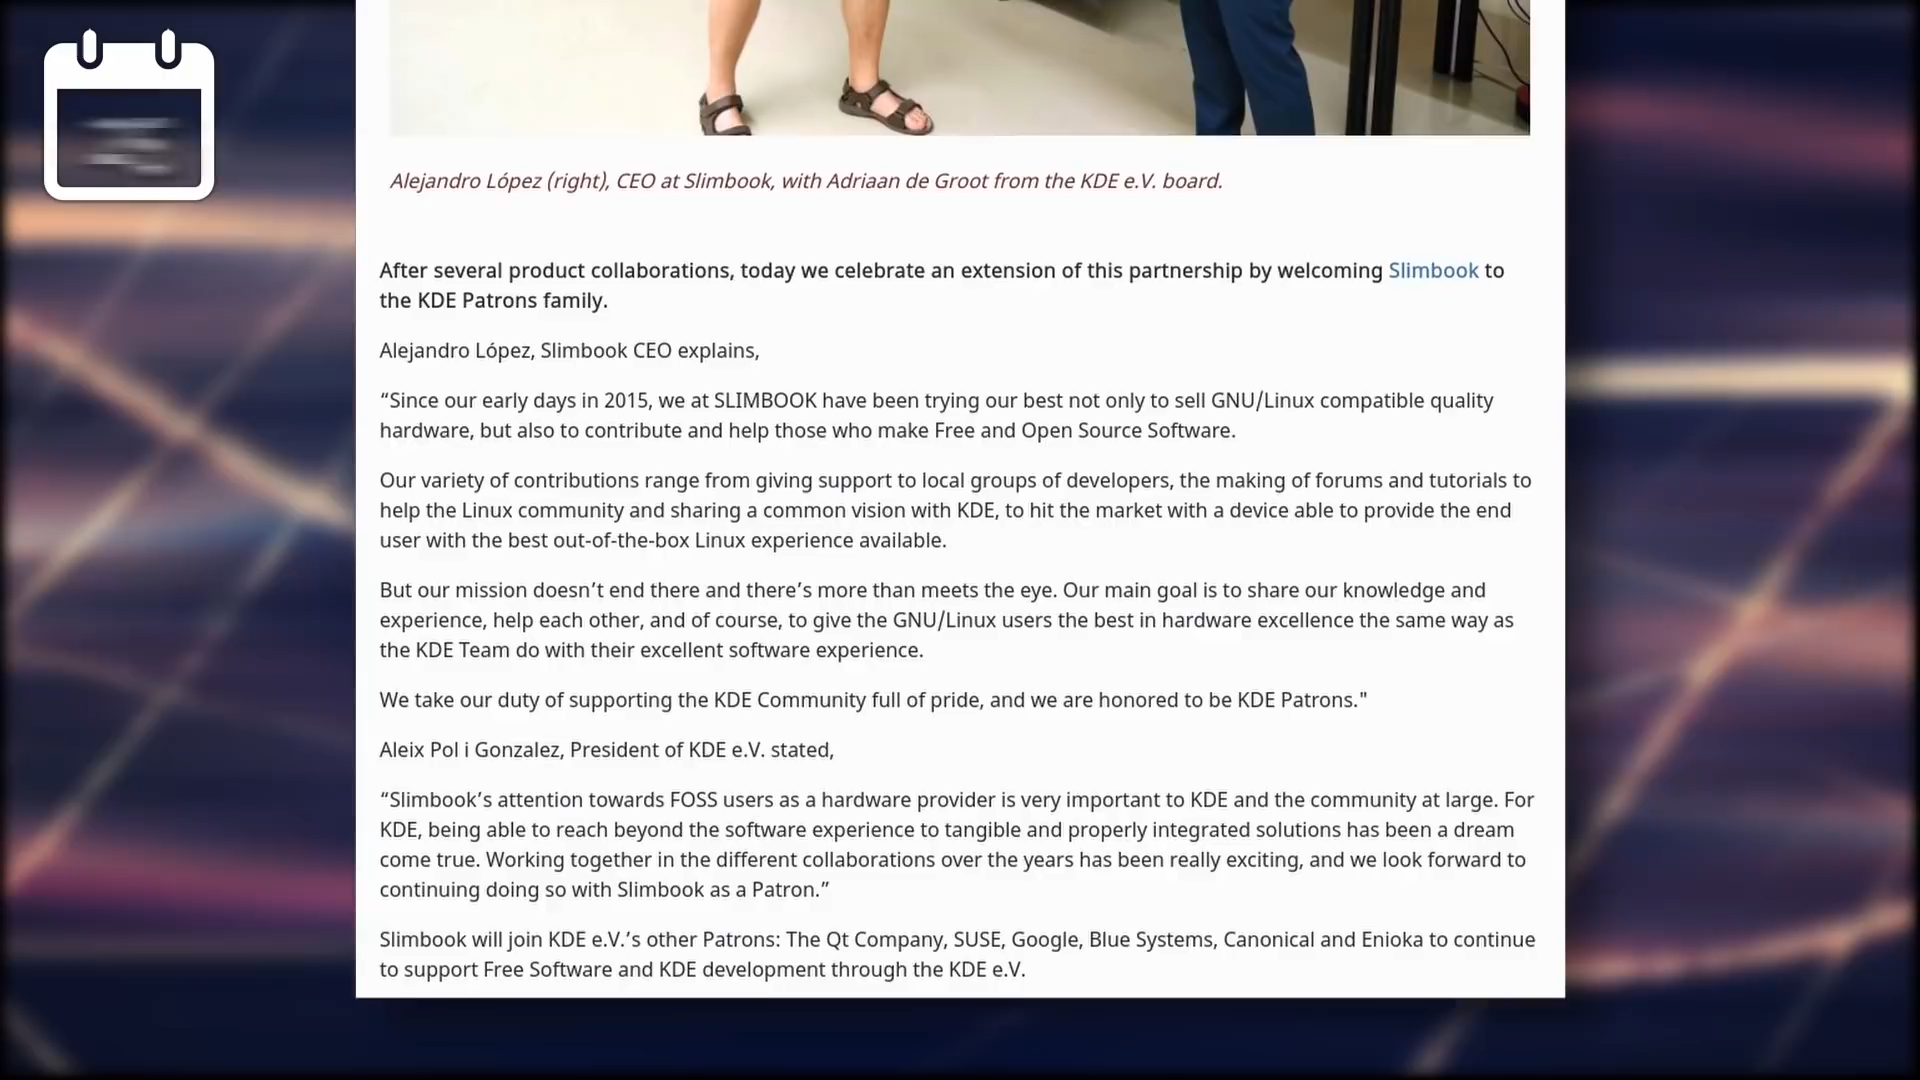 Alejandro López (right), CEO at Slimbook, with Adriaan de Groot from the KDE e.V. board.
After several product collaborations, today we celebrate an extension of this partnership by welcoming Slimbook to
the KDE Patrons family.
Alejandro López, Slimbook CEO explains,
“Since our early days in 2015, we at SLIMBOOK have been trying our best not only to sell GNU/Linux compatible quality
hardware, but also to contribute and help those who make Free and Open Source Software.
Our variety of contributions range from giving support to local groups of developers, the making of forums and tutorials to
help the Linux community and sharing a common vision with KDE, to hit the market with a device able to provide the end
user with the best out-of-the-box Linux experience available.
But our mission doesn’t end there and there’s more than meets the eye. Our main goal is to share our knowledge and
experience, help each other, and of course, to give the GNU/Linux users the best in hardware excellence the same way as
the KDE Team do with their excellent software experience.
We take our duty of supporting the KDE Community full of pride, and we are honored to be KDE Patrons."
Aleix Pol i Gonzalez, President of KDE e.V. stated,
“Slimbook’s attention towards FOSS users as a hardware provider is very important to KDE and the community at large. For
KDE, being able to reach beyond the software experience to tangible and properly integrated solutions has been a dream
come true. Working together in the different collaborations over the years has been really exciting, and we look forward to
continuing doing so with Slimbook as a Patron.”
Slimbook will join KDE e.V.’s other Patrons: The Qt Company, SUSE, Google, Blue Systems, Canonical and Enioka to continue
to support Free Software and KDE development through the KDE e.V.